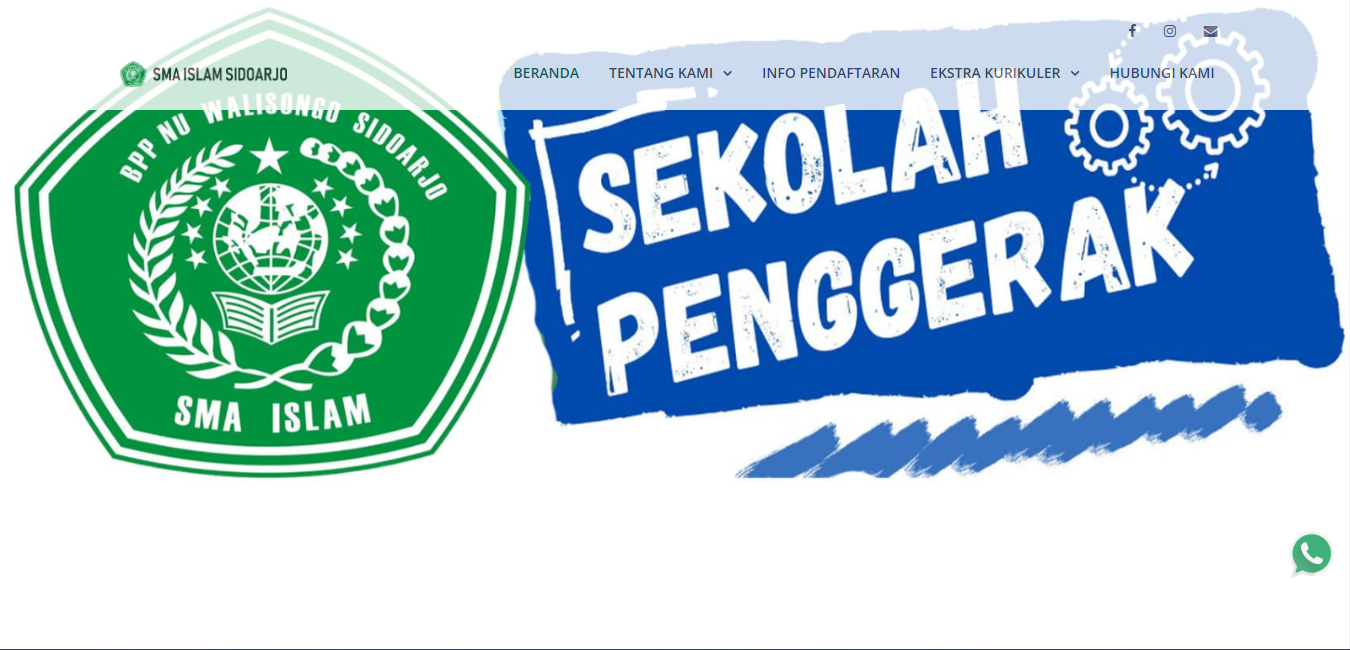 SMA ISLAM SIDOARJO
BERANDA
TENTANG KAMI
INFO PENDAFTARAN
EKSTRA KURIKULER
HUBUNGI KAMI
BPP NU WALISONGO SIDOARJO
SMA ISLAM
SEKOLAH
PENGGERAK